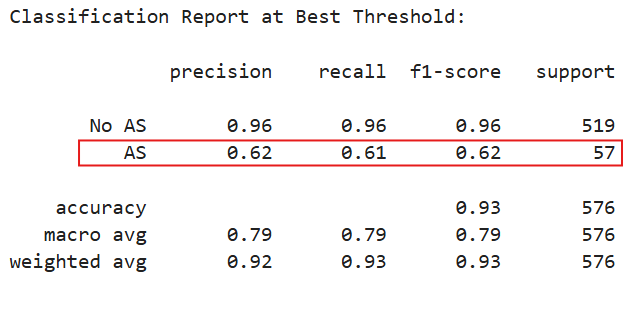 Classification Report at Best Threshold:
precision recall f1-score support
No AS 0.96 0.96 0.96 519
AS 0.62 0.61 0.62 57
accuracy 0.93 576
macro avg 0.79 0.79 0.79 576
weighted avg 0.92 0.93 0.93 576